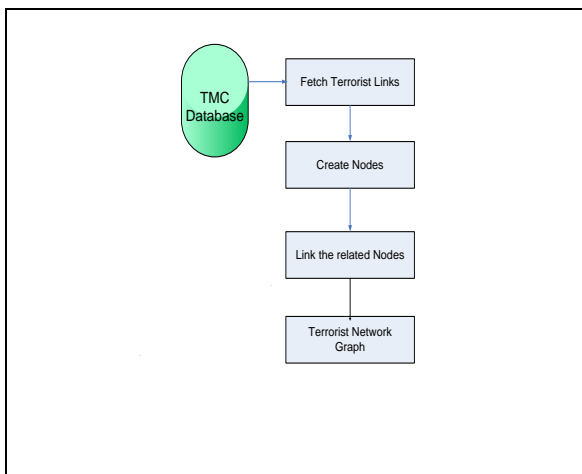 TMC
Database
Fetch Terrorist Links
Create Nodes
Link the related Nodes
Terrorist Network
Graph